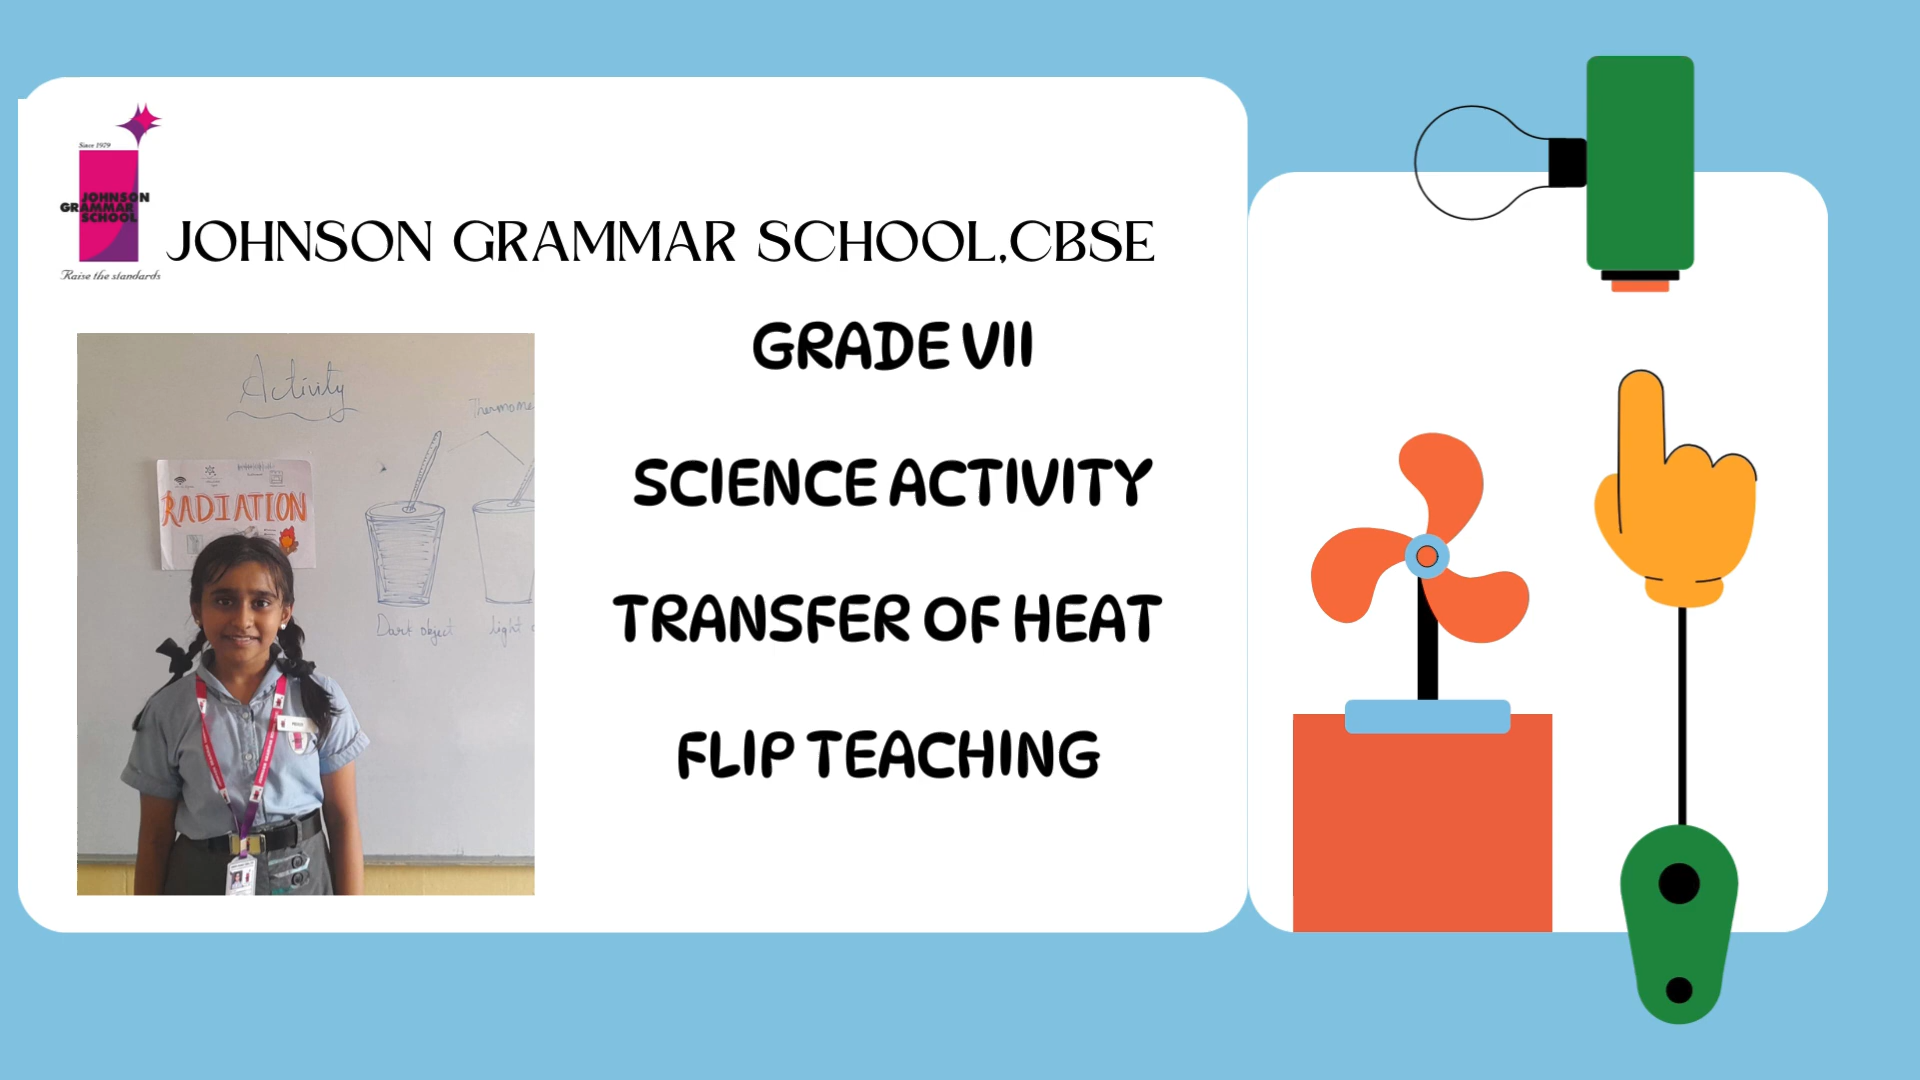 Since 1979
JOHNSON
GRAMMAR
SCHOOL
Raise the standards
JOHNSON GRAMMAR SCHOOL,CBSE
GRADE VII
SCIENCE ACTIVITY
TRANSFER OF HEAT
FLIP TEACHING
Activity
RADIATION
Dark object
light